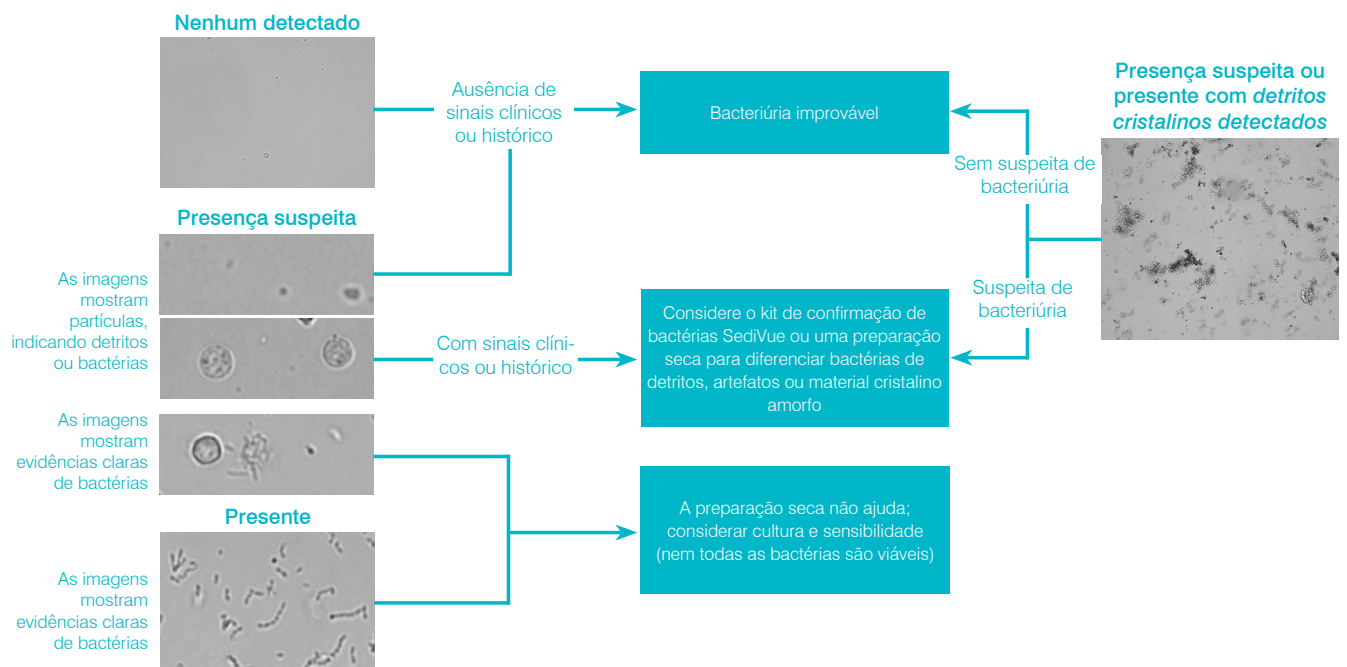 Nenhum detectado
Ausência de
sinais clínicos
ou histórico
Bacteriúria improvável
Presença suspeita ou
presente com detritos
cristalinos detectados
Sem suspeita de
bacteriúria
Presença suspeita
As imagens
mostram
partículas,
indicando detritos
ou bactérias
Com sinais clíni-
cos ou histórico
Considere o kit de confirmação de
bactérias SediVue ou uma preparação
seca para diferenciar bactérias de
detritos, artefatos ou material cristalino
amorfo
Suspeita de
bacteriúria
As imagens
mostram
evidências claras
de bactérias
A preparação seca não ajuda;
considerar cultura e sensibilidade
(nem todas as bactérias são viáveis)
Presente
As imagens
mostram
evidências claras
de bactérias